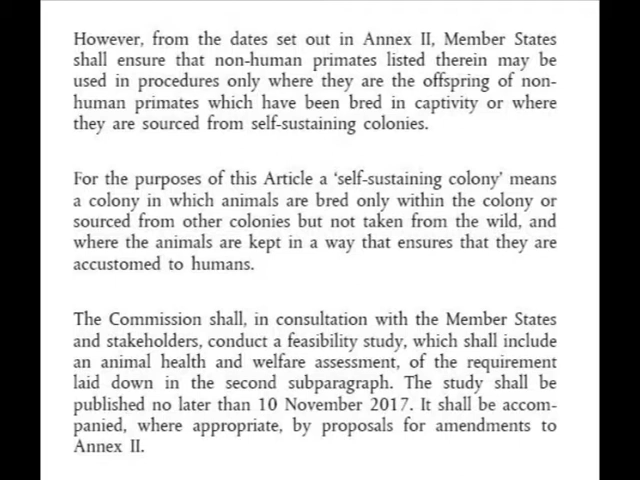 However, from the dates set out in Annex II, Member States
shall ensure that non-human primates listed therein may be
used in procedures only where they are the offspring of non-
human primates which have been bred in captivity or where
they are sourced from self-sustaining colonies.
For the purposes of this Article a ‘self-sustaining colony’ means
a colony in which animals are bred only within the colony or
sourced from other colonies but not taken from the wild, and
where the animals are kept in a way that ensures that they are
accustomed to humans.
The Commission shall, in consultation with the Member States
and stakeholders, conduct a feasibility study, which shall include
an animal health and welfare assessment, of the requirement
laid down in the second subparagraph. The study shall be
published no later than 10 November 2017. It shall be accom-
panied, where appropriate, by proposals for amendments to
Annex II.